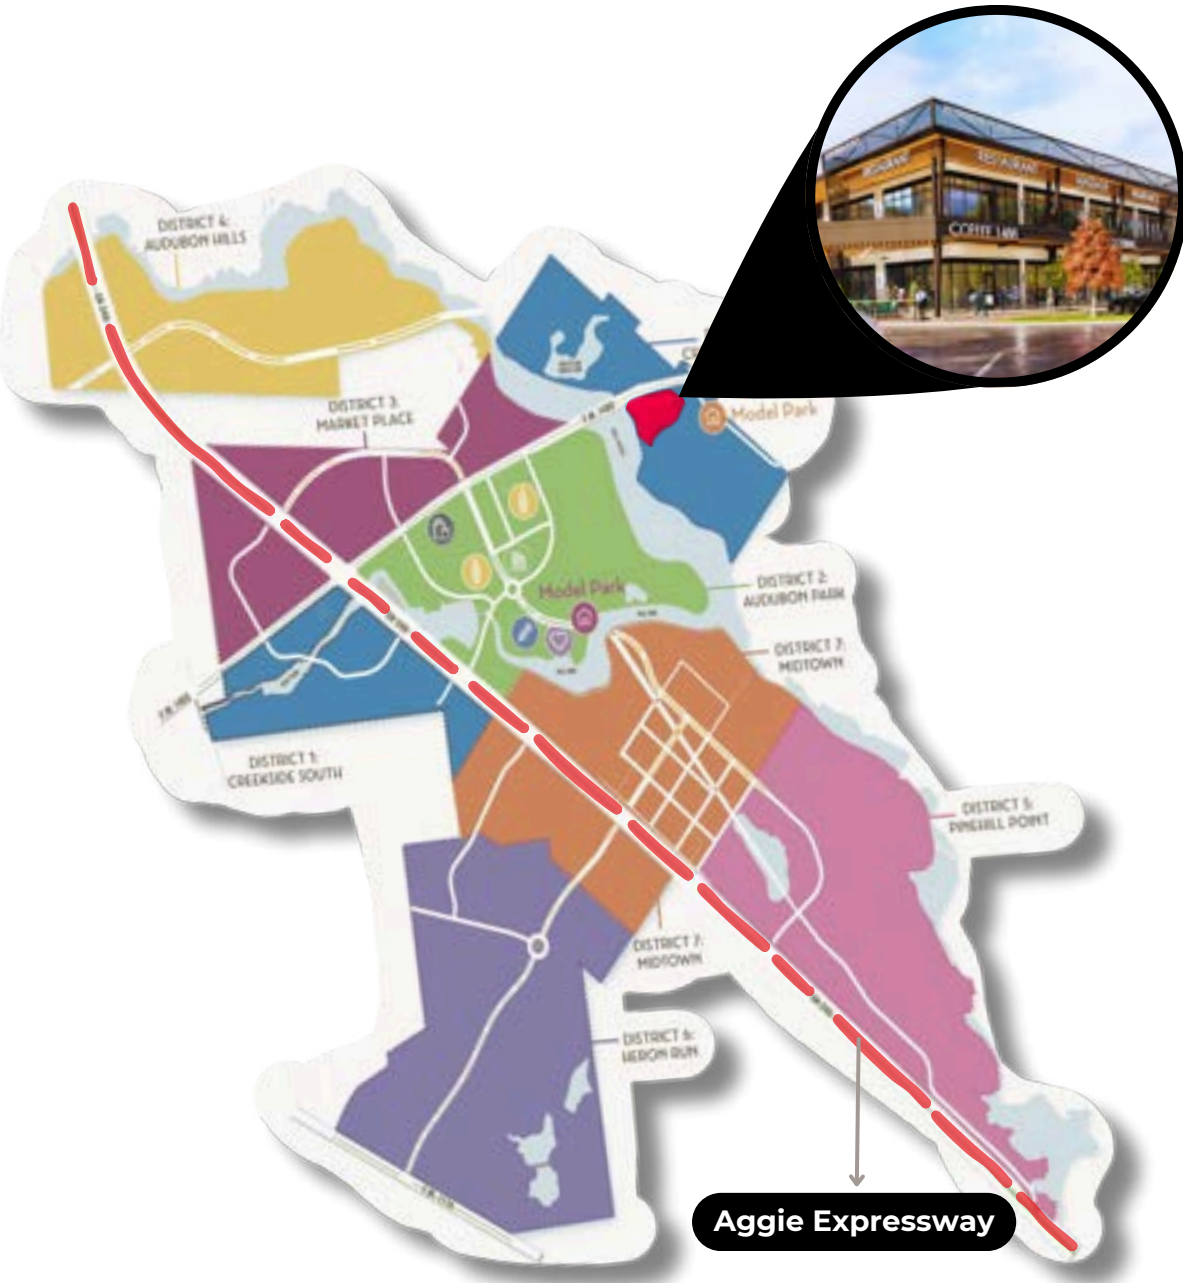 DISTRICT 4:
AUDUBON HILLS
RESTAURANT
DISTRICT 3:
MARKET PLACE
Model Park
Model Park
DISTRICT 2:
AUDUBON PARK
DISTRICT 7:
MIDTOWN
DISTRICT 1:
CREEKSIDE SOUTH
DISTRICT 5:
PINEHILL POINT
DISTRICT 7:
MIDTOWN
DISTRICT 6:
HERON RUN
Aggie Expressway